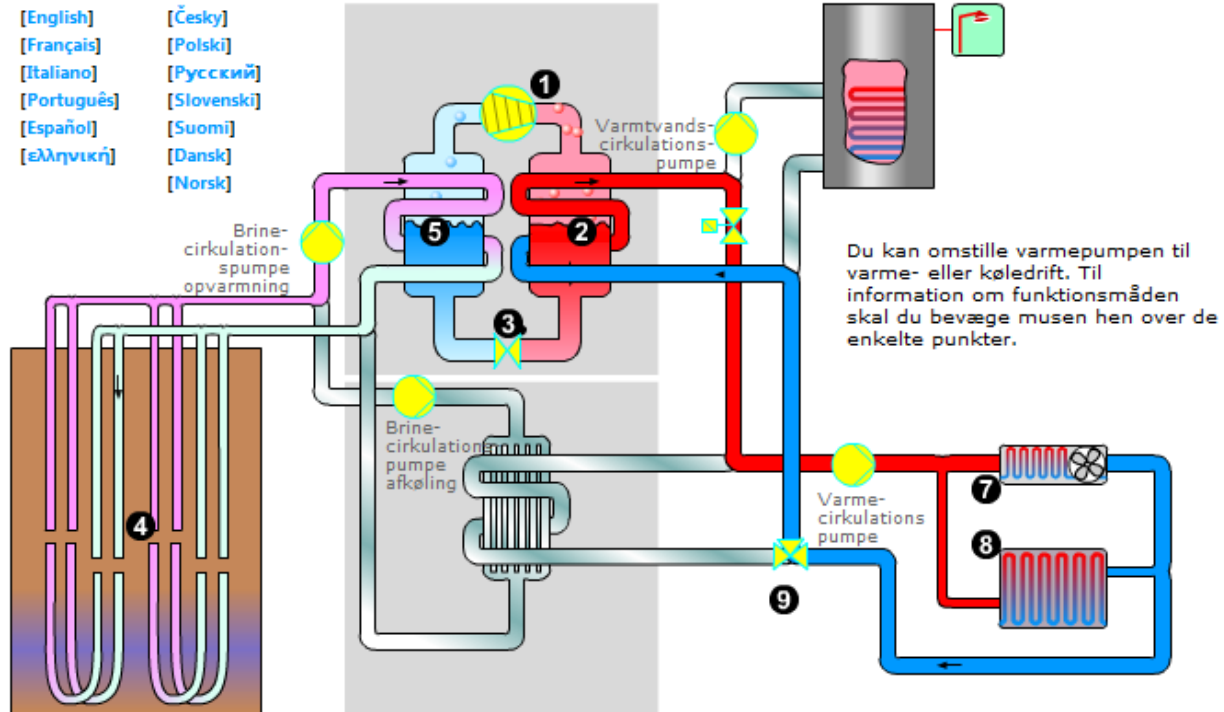 [English]
[Français]
[Italiano]
[Português]
[Español]
[ελληνική]
[Česky]
[Polski]
[Русский]
[Slovenski]
[Suomi]
[Dansk]
[Norsk]
1
Varmtvands-
cirkulations-
pumpe
Brine-
cirkulation-
spumpe
opvarmning
5
2
3
Du kan omstille varmepumpen til
varme- eller køledrift. Til
information om funktionsmåden
skal du bevæge musen hen over de
enkelte punkter.
Brine-
cirkulations
pumpe
afkøling
4
Varme-
cirkulations
pumpe
7
8
9